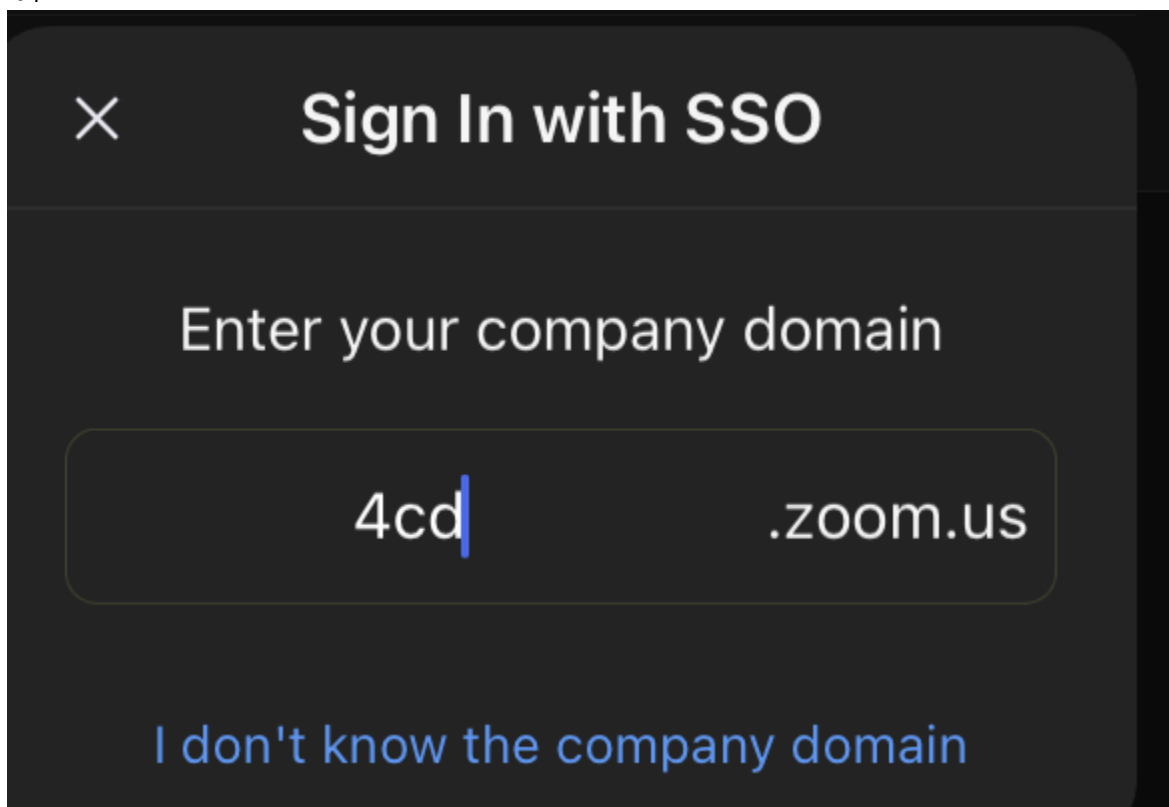 Sign In with SSO
Enter your company domain
4cd .zoom.us
I don't know the company domain